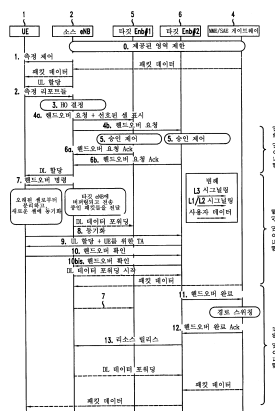 1
2
5
6
4
UE
소스 eNB
타깃 Enb#1
타깃 Enb#2
MME/SAE 게이트웨이
0. 제공된 영역 제한
1. 측정 제어
패킷 데이터
패킷 데이터
UL 할당
2. 측정 리포트들
3. HO 결정
4a. 핸드오버 요청 + 선호된 셀 표시
4b. 핸드오버 요청
5. 승인 제어
5. 승인 제어
6a. 핸드오버 요청 Ack
6b. 핸드오버 요청 Ack
DL 할당
7. 핸드오버 명령
범례
L3 시그널링
L1/L2 시그널링
사용자 데이터
오래된 셀로부터
분리하고,
새로운 셀에 동기화
타깃 eNB에
버퍼링되고 전송
중인 패킷들을 전달
DL 데이터 포워딩
8. 동기화
9. UL 할당 + UE를 위한 TA
10. 핸드오버 확인
10bis. 핸드오버 확인
DL 데이터 포워딩 시작
패킷 데이터
7
11. 핸드오버 완료
경로 스위칭
12. 핸드오버 완료 Ack
13. 리소스 릴리스
DL 데이터 포워딩
패킷 데이터
패킷 데이터